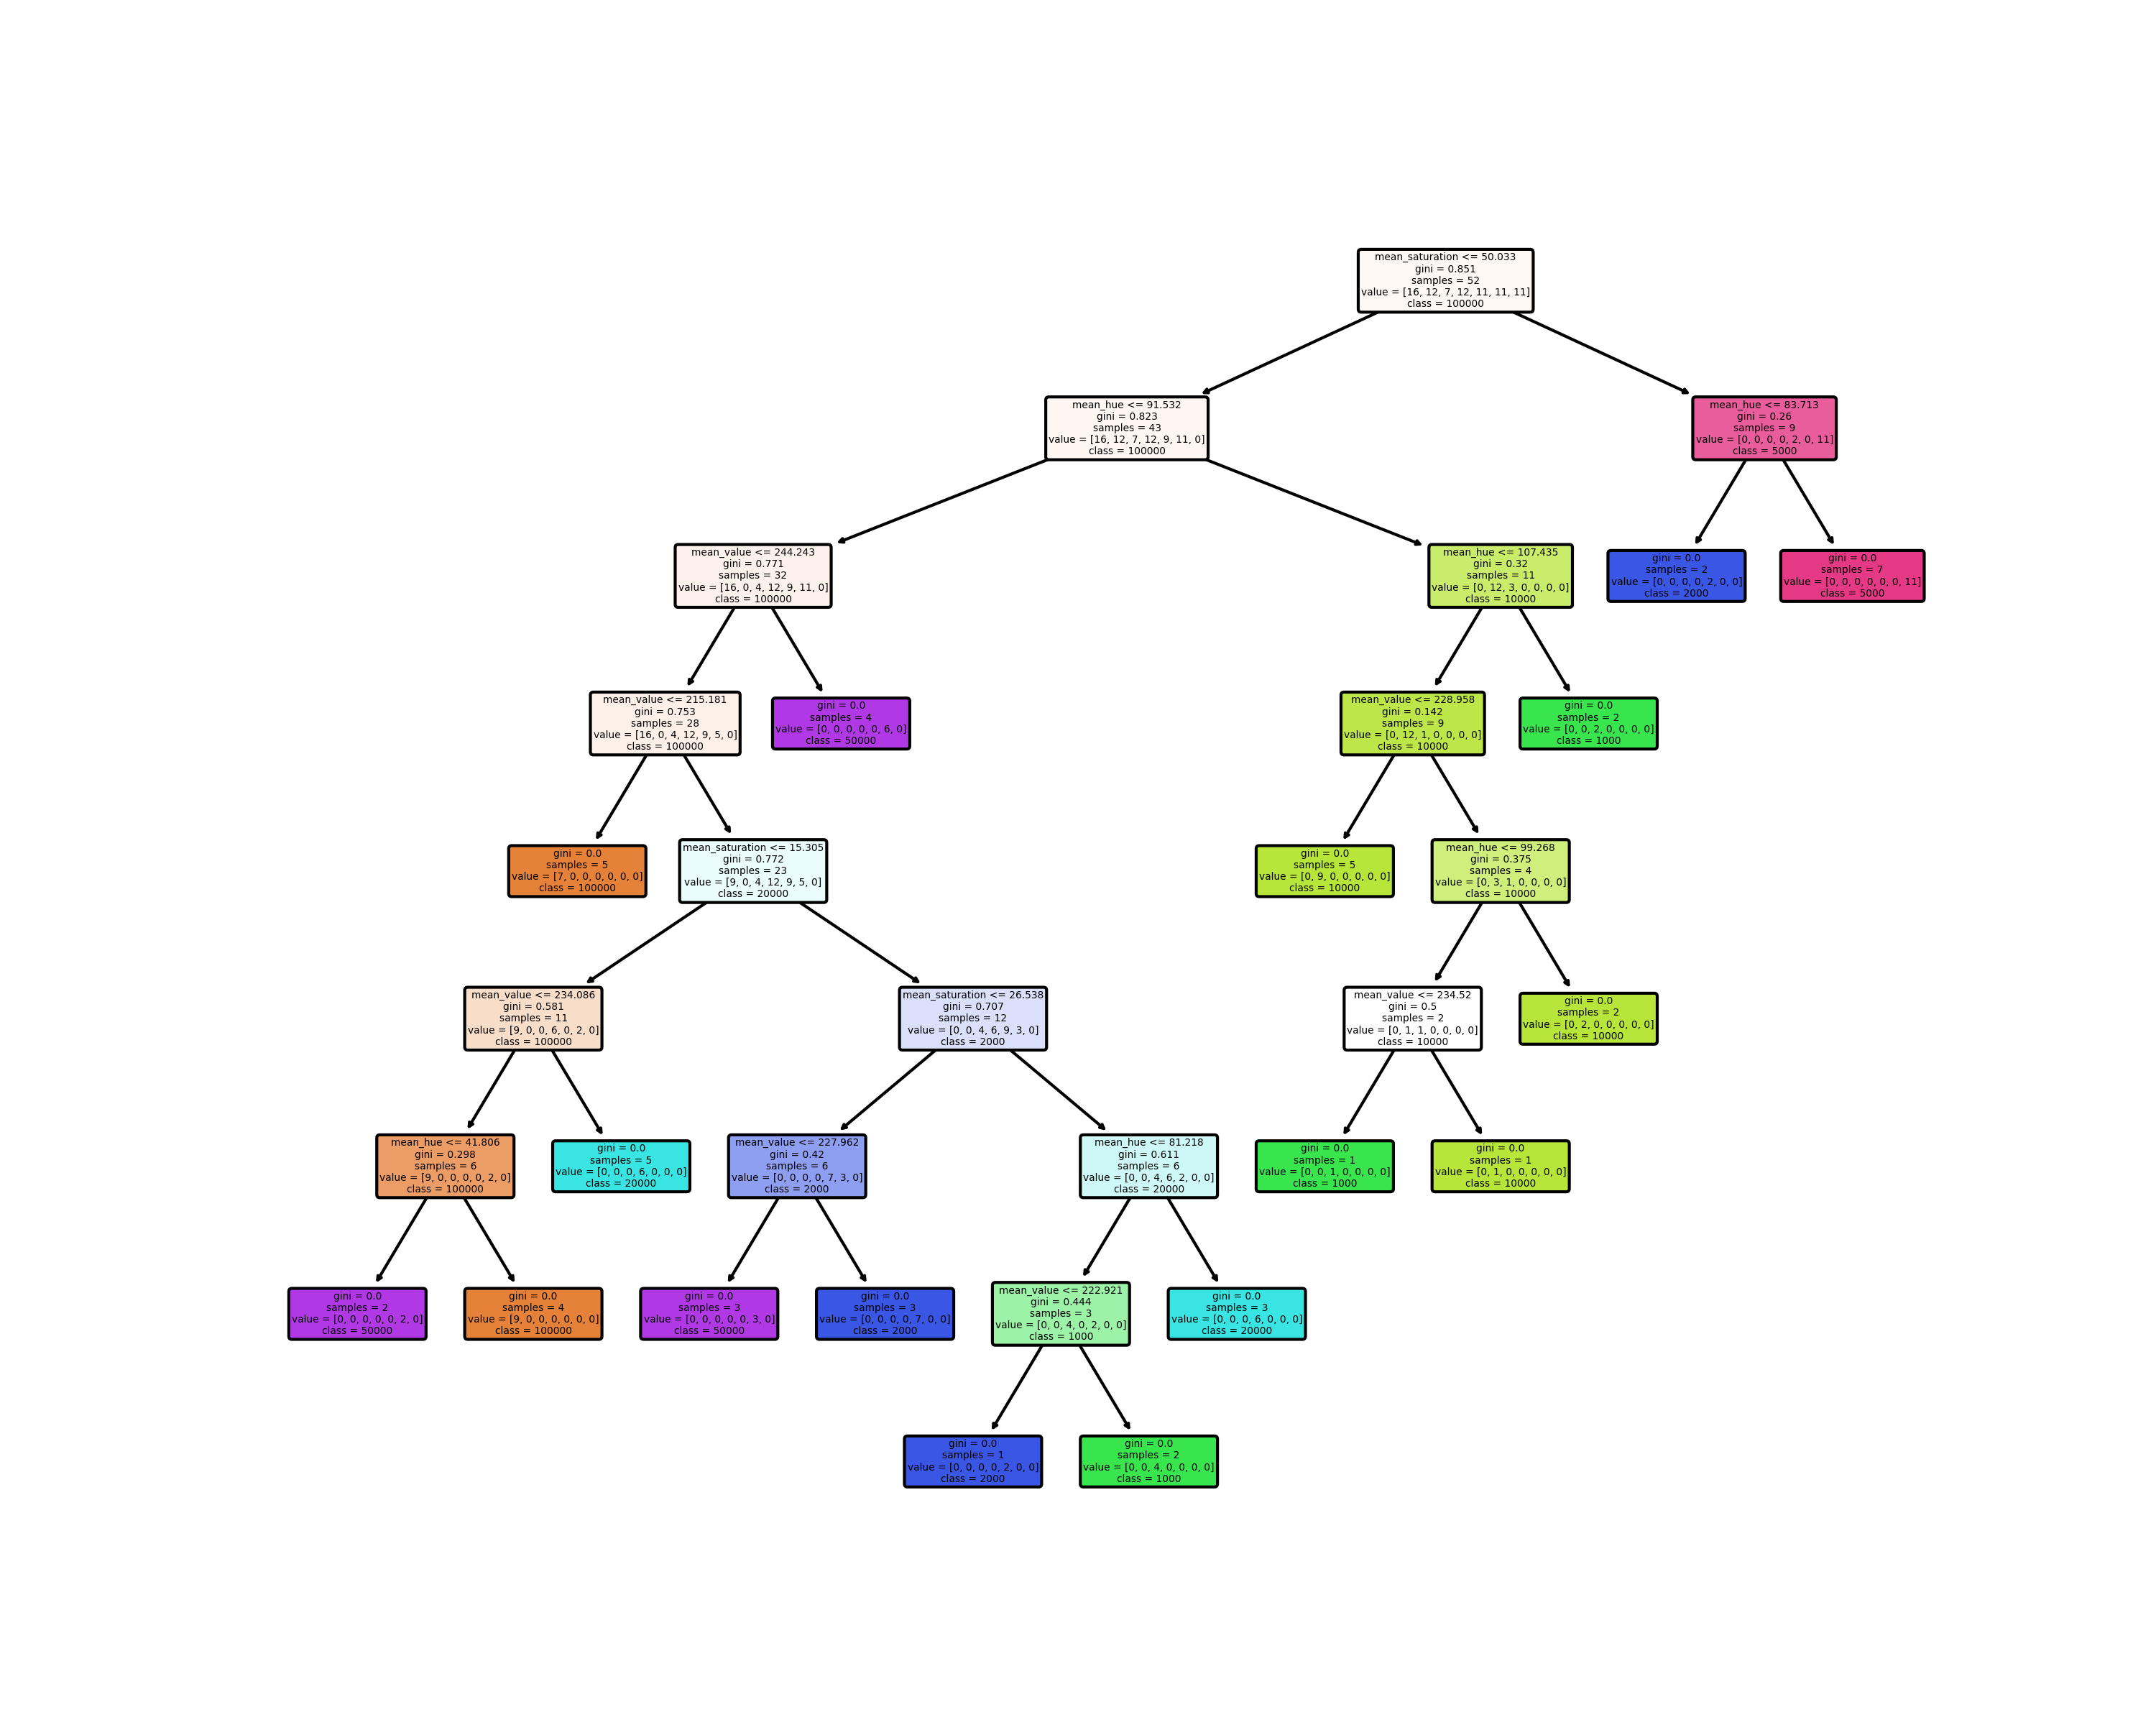 mean_saturation <= 50.033
gini = 0.851
samples = 52
value = [16, 12, 7, 12, 11, 11, 11]
class = 100000
mean_hue <= 91.532
gini = 0.823
samples = 43
value = [16, 12, 7, 12, 9, 11, 0]
class = 100000
mean_hue <= 83.713
gini = 0.26
samples = 9
value = [0, 0, 0, 0, 2, 0, 11]
class = 5000
mean_value <= 244.243
gini = 0.771
samples = 32
value = [16, 0, 4, 12, 9, 11, 0]
class = 100000
mean_hue <= 107.435
gini = 0.32
samples = 11
value = [0, 12, 3, 0, 0, 0, 0]
class = 10000
gini = 0.0
samples = 2
value = [0, 0, 0, 0, 2, 0, 0]
class = 2000
gini = 0.0
samples = 7
value = [0, 0, 0, 0, 0, 0, 11]
class = 5000
mean_value <= 215.181
gini = 0.753
samples = 28
value = [16, 0, 4, 12, 9, 5, 0]
class = 100000
gini = 0.0
samples = 4
value = [0, 0, 0, 0, 0, 6, 0]
class = 50000
mean_value <= 228.958
gini = 0.142
samples = 9
value = [0, 12, 1, 0, 0, 0, 0]
class = 10000
gini = 0.0
samples = 2
value = [0, 0, 2, 0, 0, 0, 0]
class = 1000
gini = 0.0
samples = 5
value = [7, 0, 0, 0, 0, 0, 0]
class = 100000
mean_saturation <= 15.305
gini = 0.772
samples = 23
value = [9, 0, 4, 12, 9, 5, 0]
class = 20000
gini = 0.0
samples = 5
value = [0, 9, 0, 0, 0, 0, 0]
class = 10000
mean_hue <= 99.268
gini = 0.375
samples = 4
value = [0, 3, 1, 0, 0, 0, 0]
class = 10000
mean_value <= 234.086
gini = 0.581
samples = 11
value = [9, 0, 0, 6, 0, 2, 0]
class = 100000
mean_saturation <= 26.538
gini = 0.707
samples = 12
value = [0, 0, 4, 6, 9, 3, 0]
class = 2000
mean_value <= 234.52
gini = 0.5
samples = 2
value = [0, 1, 1, 0, 0, 0, 0]
class = 10000
gini = 0.0
samples = 2
value = [0, 2, 0, 0, 0, 0, 0]
class = 10000
mean_hue <= 41.806
gini = 0.298
samples = 6
value = [9, 0, 0, 0, 0, 2, 0]
class = 100000
gini = 0.0
samples = 5
value = [0, 0, 0, 6, 0, 0, 0]
class = 20000
mean_value <= 227.962
gini = 0.42
samples = 6
value = [0, 0, 0, 0, 7, 3, 0]
class = 2000
mean_hue <= 81.218
gini = 0.611
samples = 6
value = [0, 0, 4, 6, 2, 0, 0]
class = 20000
gini = 0.0
samples = 1
value = [0, 0, 1, 0, 0, 0, 0]
class = 1000
gini = 0.0
samples = 1
value = [0, 1, 0, 0, 0, 0, 0]
class = 10000
gini = 0.0
samples = 2
value = [0, 0, 0, 0, 0, 2, 0]
class = 50000
gini = 0.0
samples = 4
value = [9, 0, 0, 0, 0, 0, 0]
class = 100000
gini = 0.0
samples = 3
value = [0, 0, 0, 0, 0, 3, 0]
class = 50000
gini = 0.0
samples = 3
value = [0, 0, 0, 0, 7, 0, 0]
class = 2000
mean_value <= 222.921
gini = 0.444
samples = 3
value = [0, 0, 4, 0, 2, 0, 0]
class = 1000
gini = 0.0
samples = 3
value = [0, 0, 0, 6, 0, 0, 0]
class = 20000
gini = 0.0
samples = 1
value = [0, 0, 0, 0, 2, 0, 0]
class = 2000
gini = 0.0
samples = 2
value = [0, 0, 4, 0, 0, 0, 0]
class = 1000